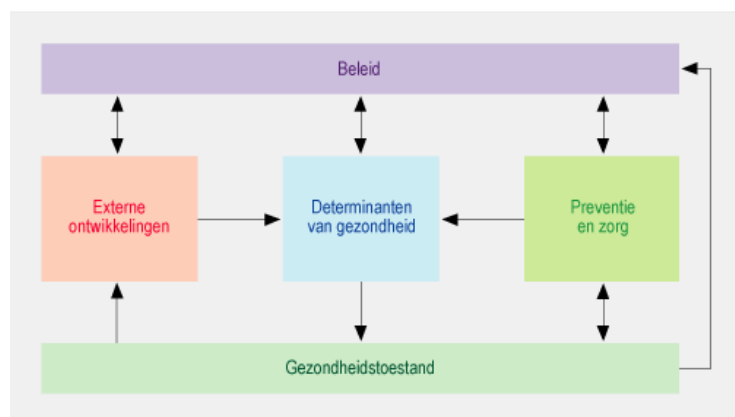 Beleid
Externe
ontwikkelingen
Determinanten
van gezondheid
Preventie
en zorg
Gezondheidstoestand